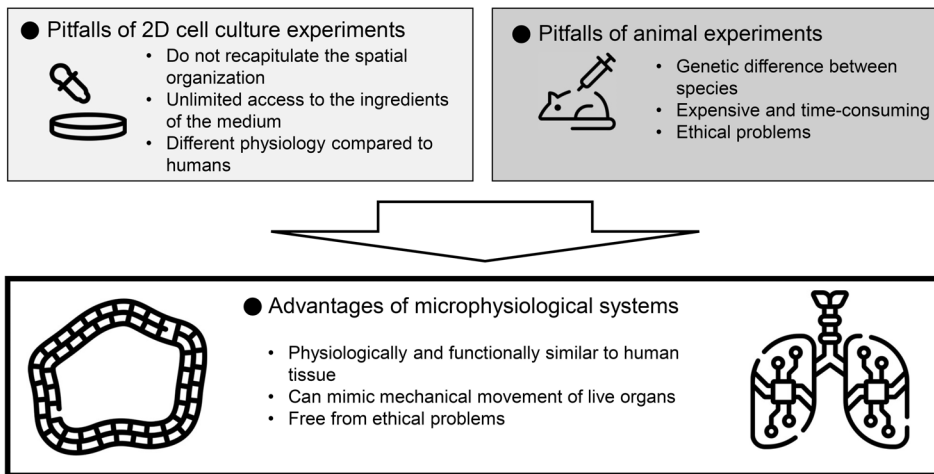 ● Pitfalls of 2D cell culture experiments
• Do not recapitulate the spatial
organization
• Unlimited access to the ingredients
of the medium
• Different physiology compared to
humans
● Pitfalls of animal experiments
• Genetic difference between
species
• Expensive and time-consuming
• Ethical problems
● Advantages of microphysiological systems
• Physiologically and functionally similar to human
tissue
• Can mimic mechanical movement of live organs
• Free from ethical problems